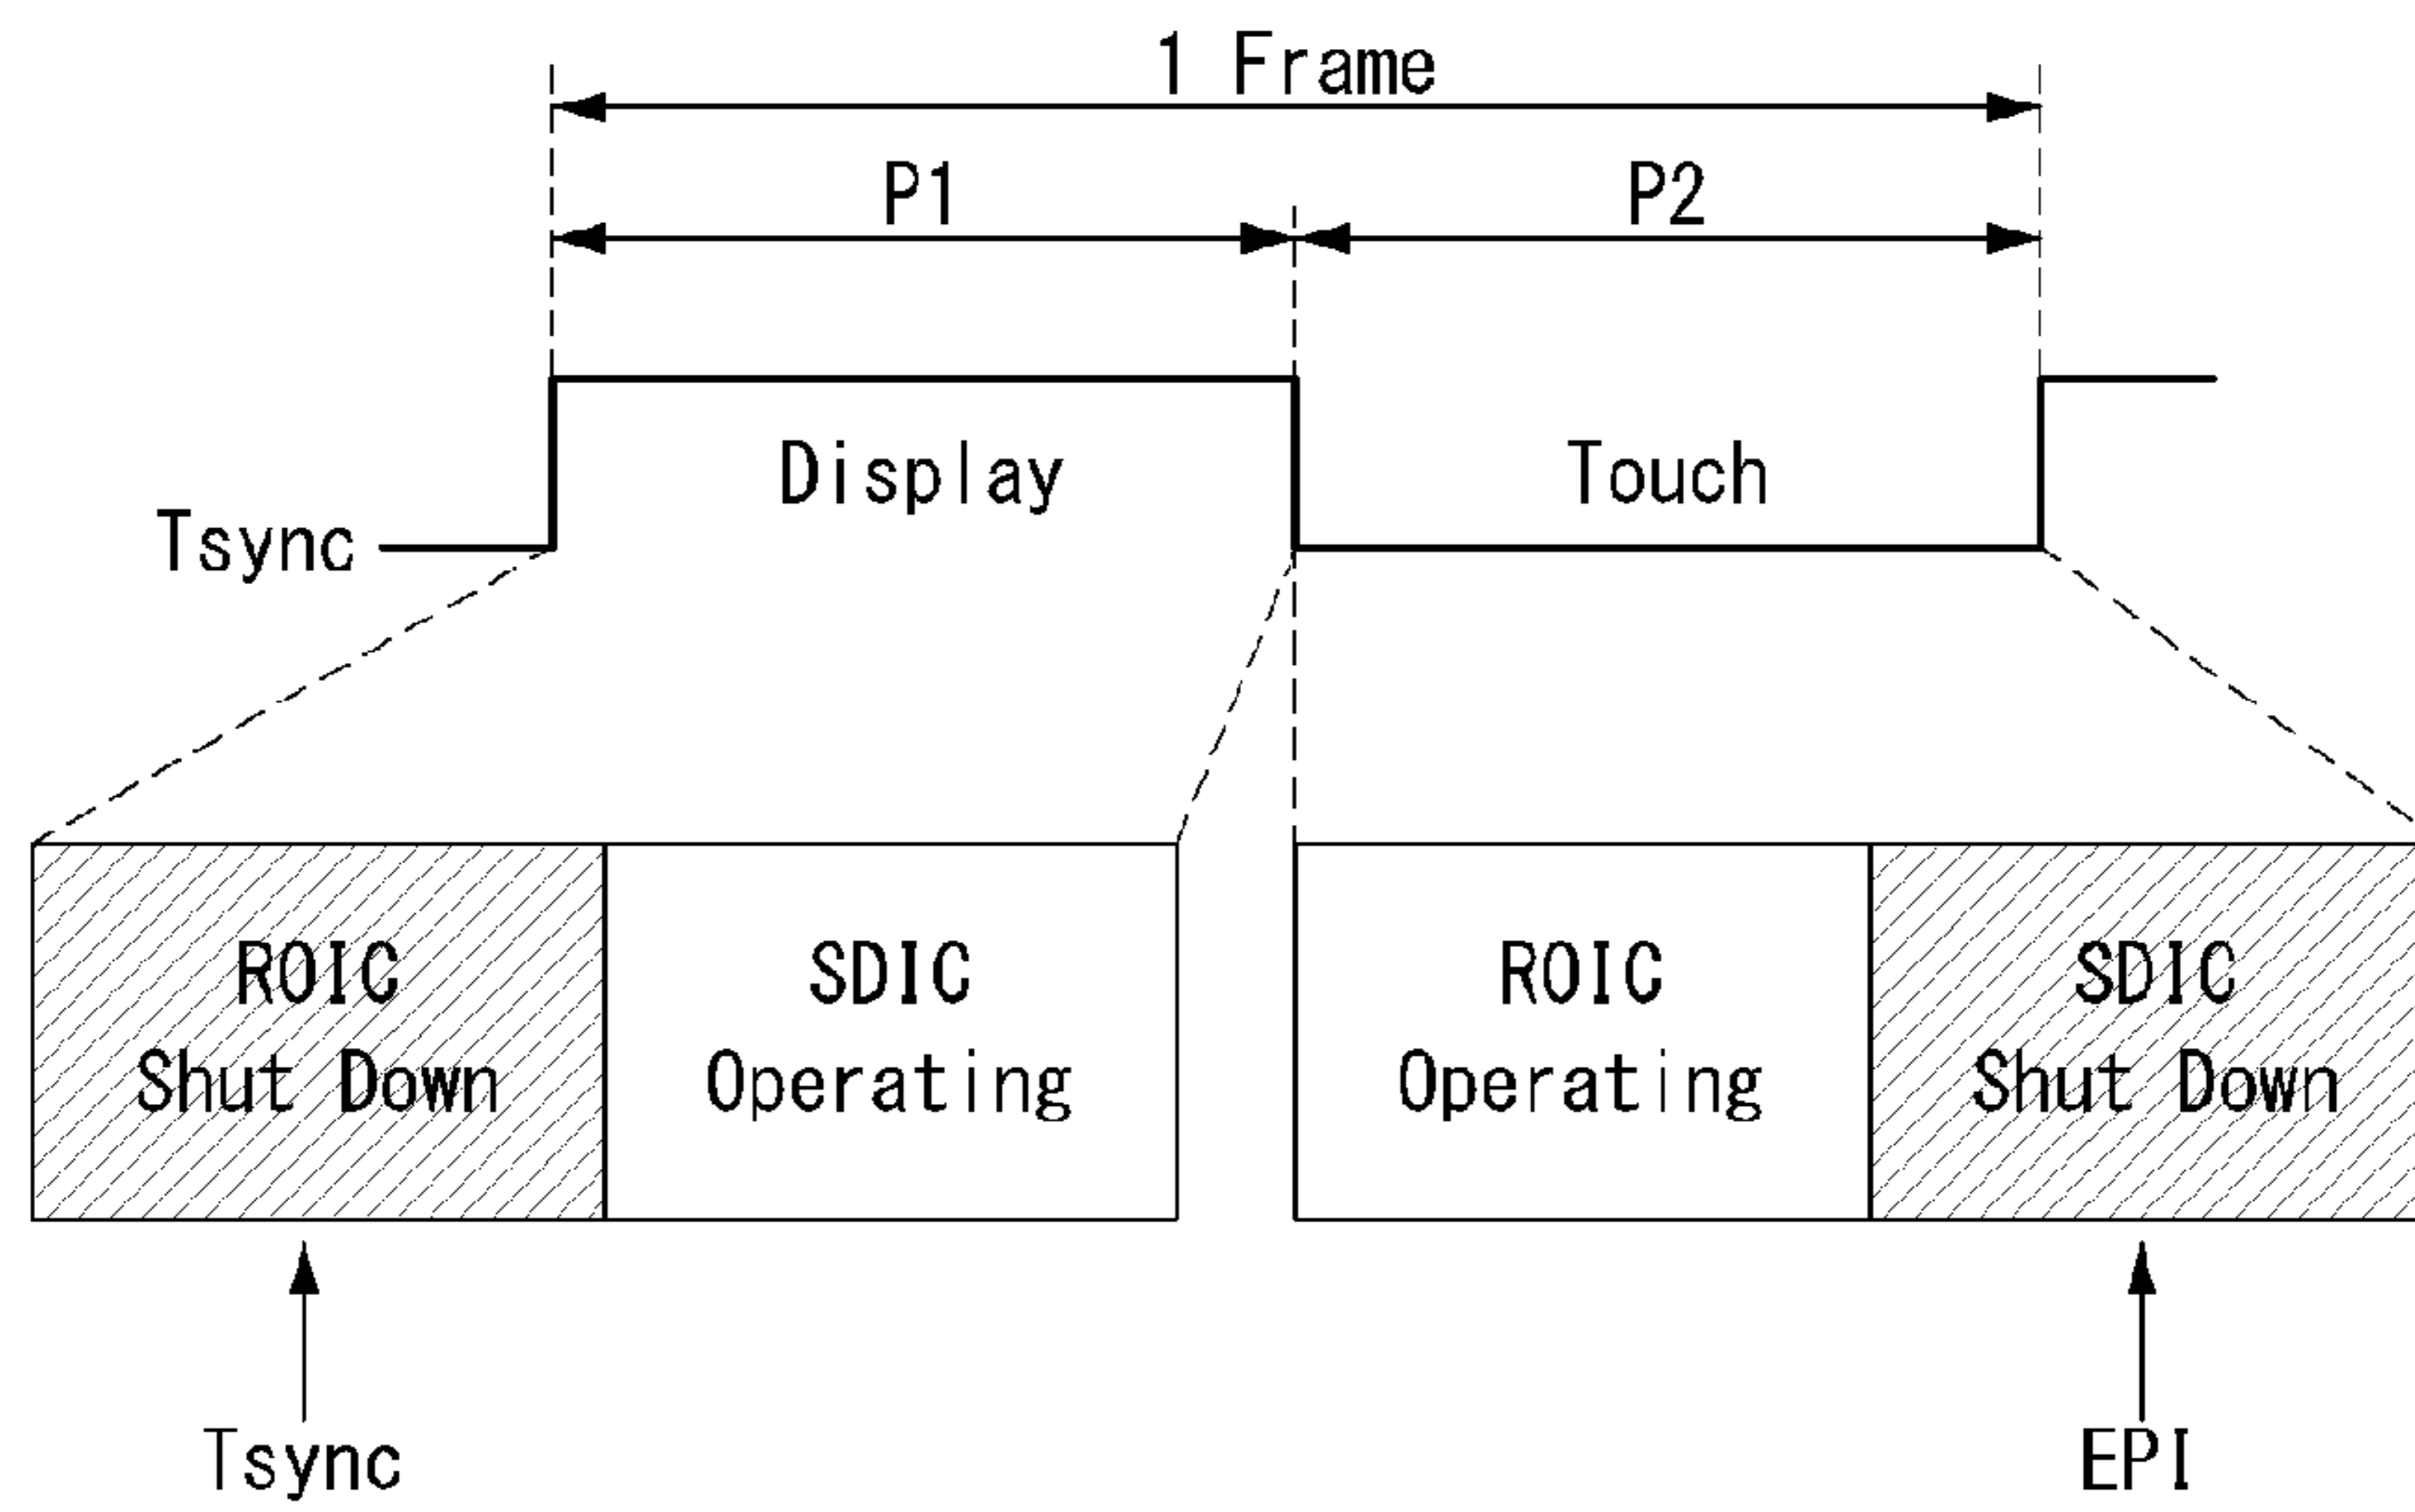 1 Frame
P1
P2
Display
Touch
Tsync
ROIC
Shut Down
SDIC
Operating
ROIC
Operating
SDIC
Shut Down
Tsync
EPI